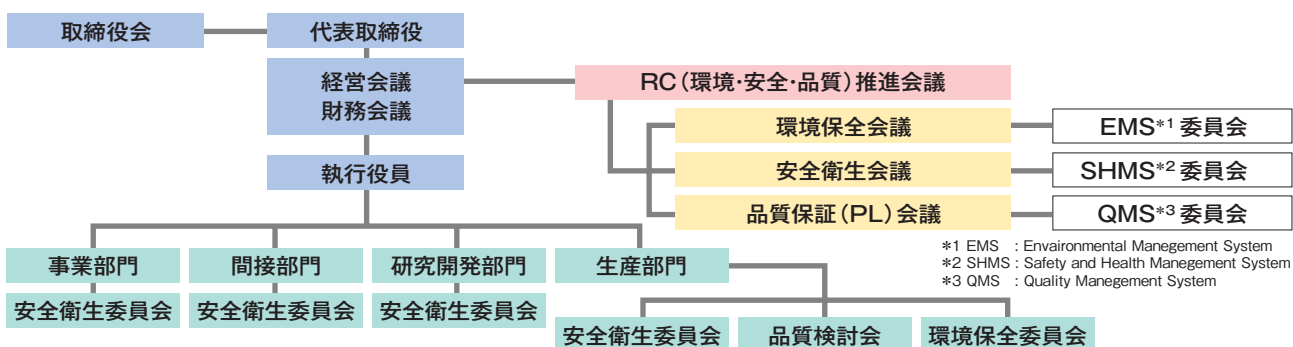 取締役会
代表取締役
経営会議
財務会議
RC（環境・安全・品質）推進会議
環境保全会議
EMS*1 委員会
執行役員
安全衛生会議
SHMS*2 委員会
品質保証（PL）会議
QMS*3 委員会
*1 EMS : Envaironmental Manegement System
*2 SHMS : Safety and Health Manegement System
*3 QMS : Quality Manegement System
事業部門
間接部門
研究開発部門
生産部門
安全衛生委員会
安全衛生委員会
安全衛生委員会
安全衛生委員会
品質検討会
環境保全委員会